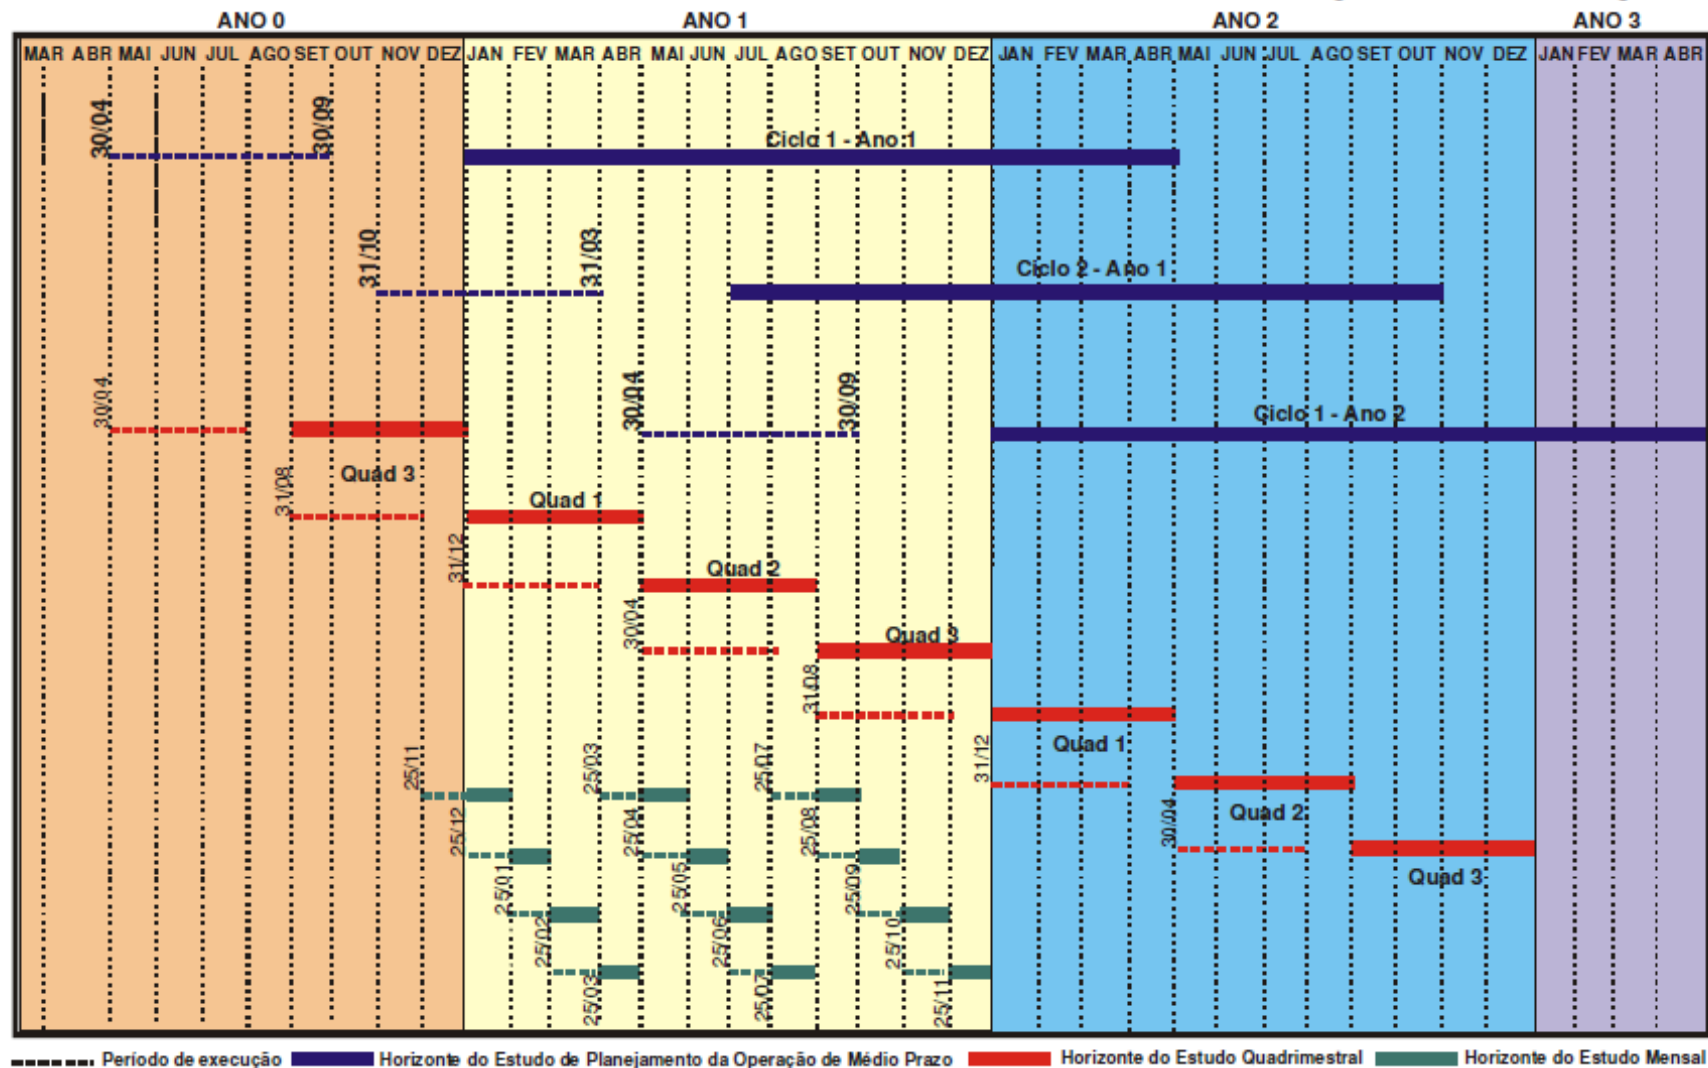 ANO 0 ANO 1 ANO 2 ANO 3
MAR ABR MAI JUN JUL AGO SET OUT NOV DEZ JAN FEV MAR ABR MAI JUN JUL AGO SET OUT NOV DEZ JAN FEV MAR ABR MAI JUN JUL AGO SET OUT NOV DEZ JAN FEV MAR ABR
30/04 30/09 Ciclo 1 - Ano 1
31/10 31/03 Ciclo 2 - Ano 1
30/04 30/04 30/09 Ciclo 1 - Ano 2
Quad 3
31/08 Quad 1
31/12 Quad 2
30/04 Quad 3
31/08 Quad 1
25/11 25/03 25/07 31/12
25/12 25/04 25/08 30/04 Quad 2
25/01 25/05 25/09 Quad 3
25/02 25/06 25/10
25/03 25/07 25/11
Período de execução Horizonte do Estudo de Planejamento da Operação de Médio Prazo Horizonte do Estudo Quadrimestral Horizonte do Estudo Mensal